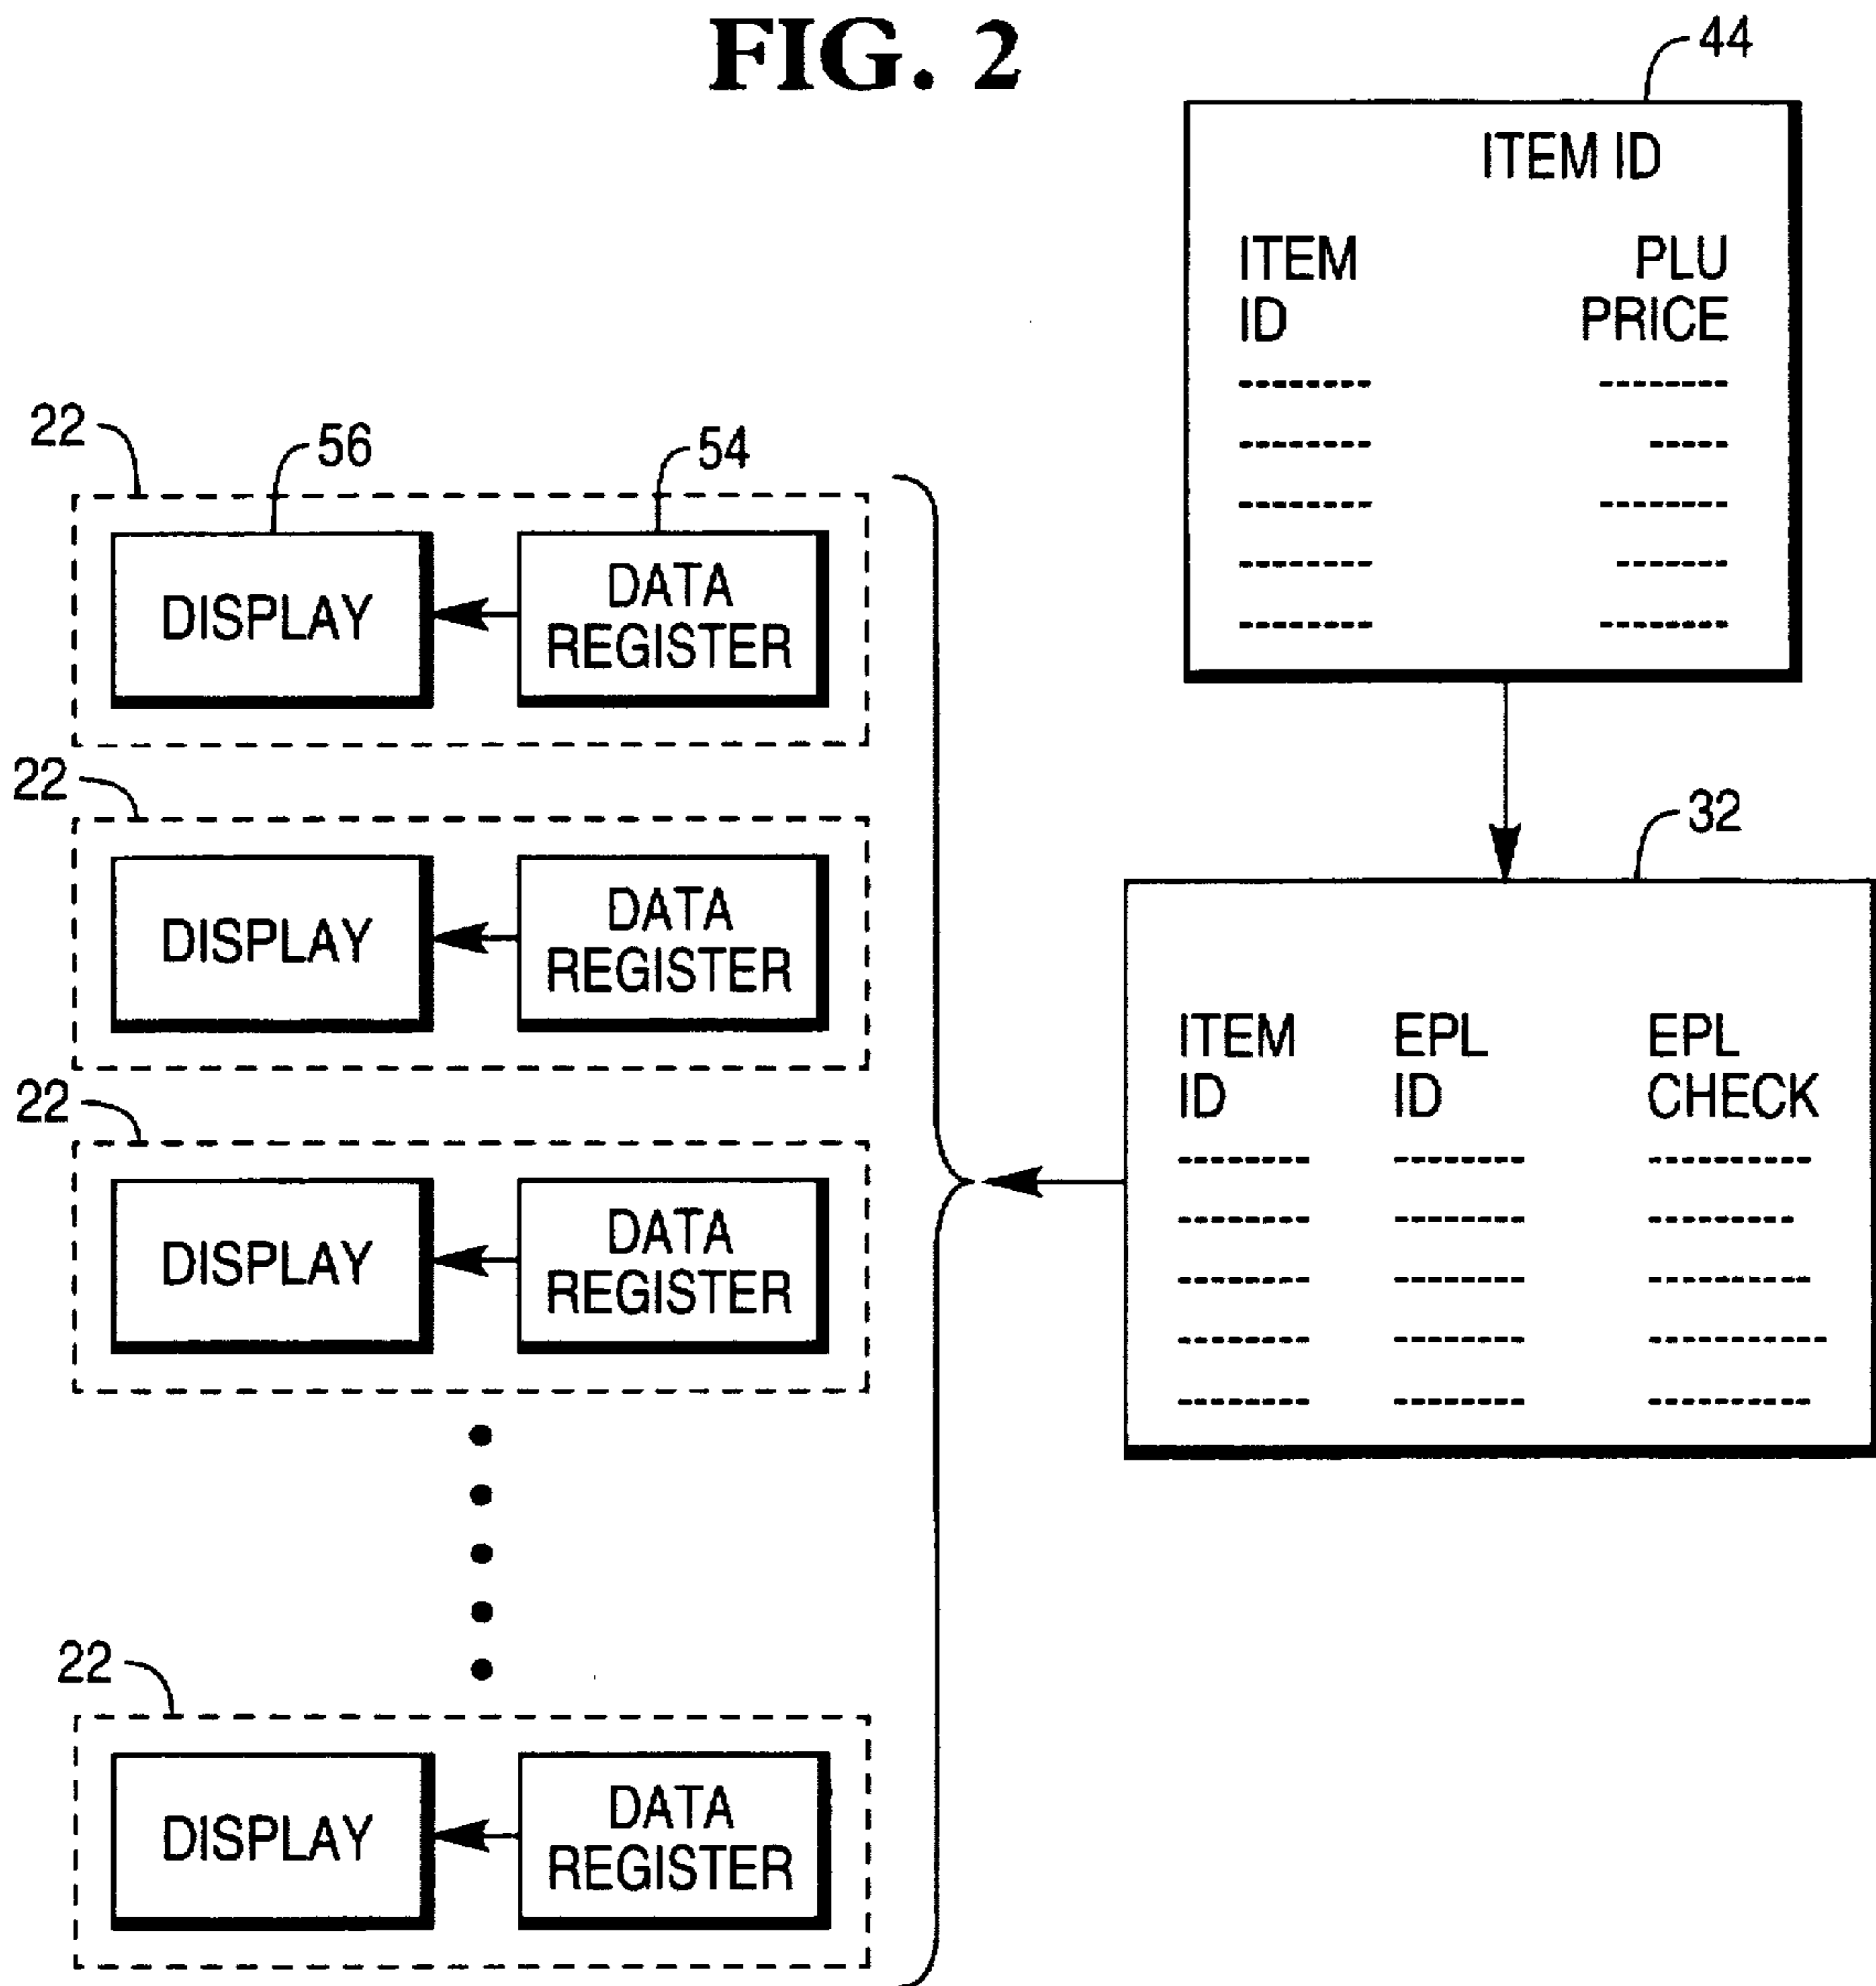 FIG. 2
44
ITEM ID
ITEM ID
PLU PRICE
22
56
54
DISPLAY
DATA
REGISTER
22
DISPLAY
DATA
REGISTER
32
ITEM ID
EPL ID
EPL CHECK
22
DISPLAY
DATA
REGISTER
22
DISPLAY
DATA
REGISTER